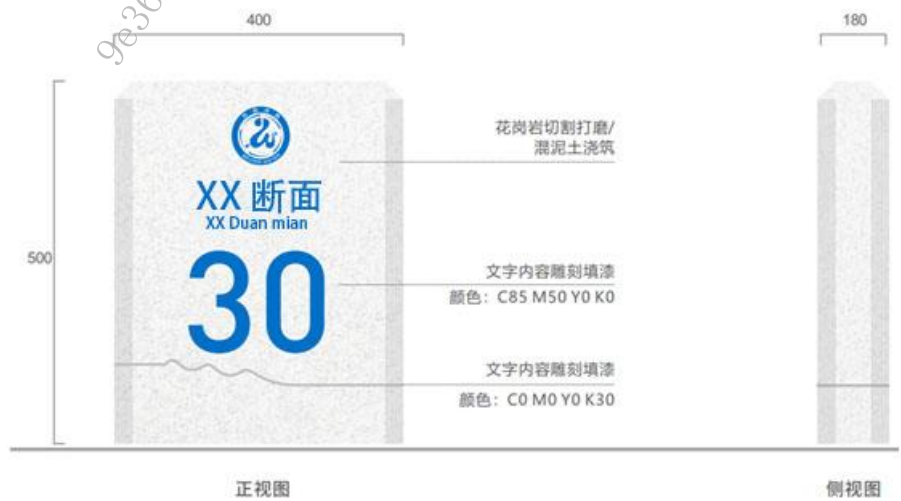 9e36
400
180
花岗岩切割打磨/
混泥土浇筑
XX 断面
XX Duan mian
500
30
文字内容雕刻填漆
颜色：C85 M50 Y0 K0
文字内容雕刻填漆
颜色：C0 M0 Y0 K30
正视图
侧视图